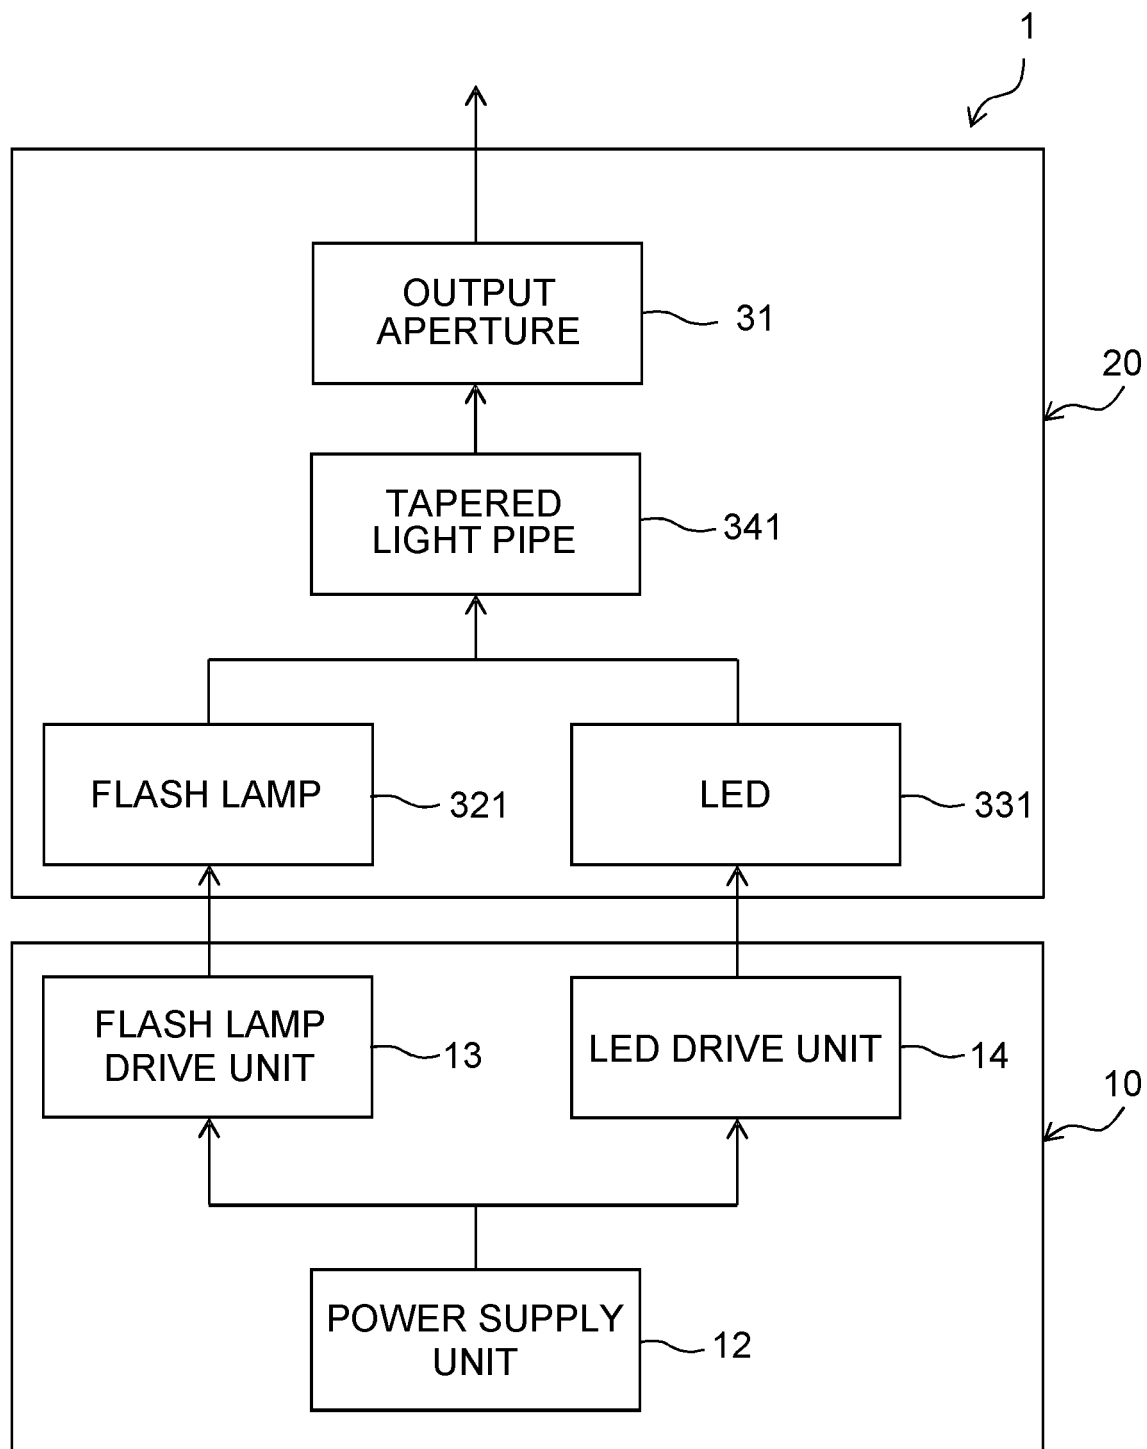 1
OUTPUT
APERTURE
31
20
TAPERED
LIGHT PIPE
341
FLASH LAMP
321
LED
331
FLASH LAMP
DRIVE UNIT
13
LED DRIVE UNIT
14
10
POWER SUPPLY
UNIT
12